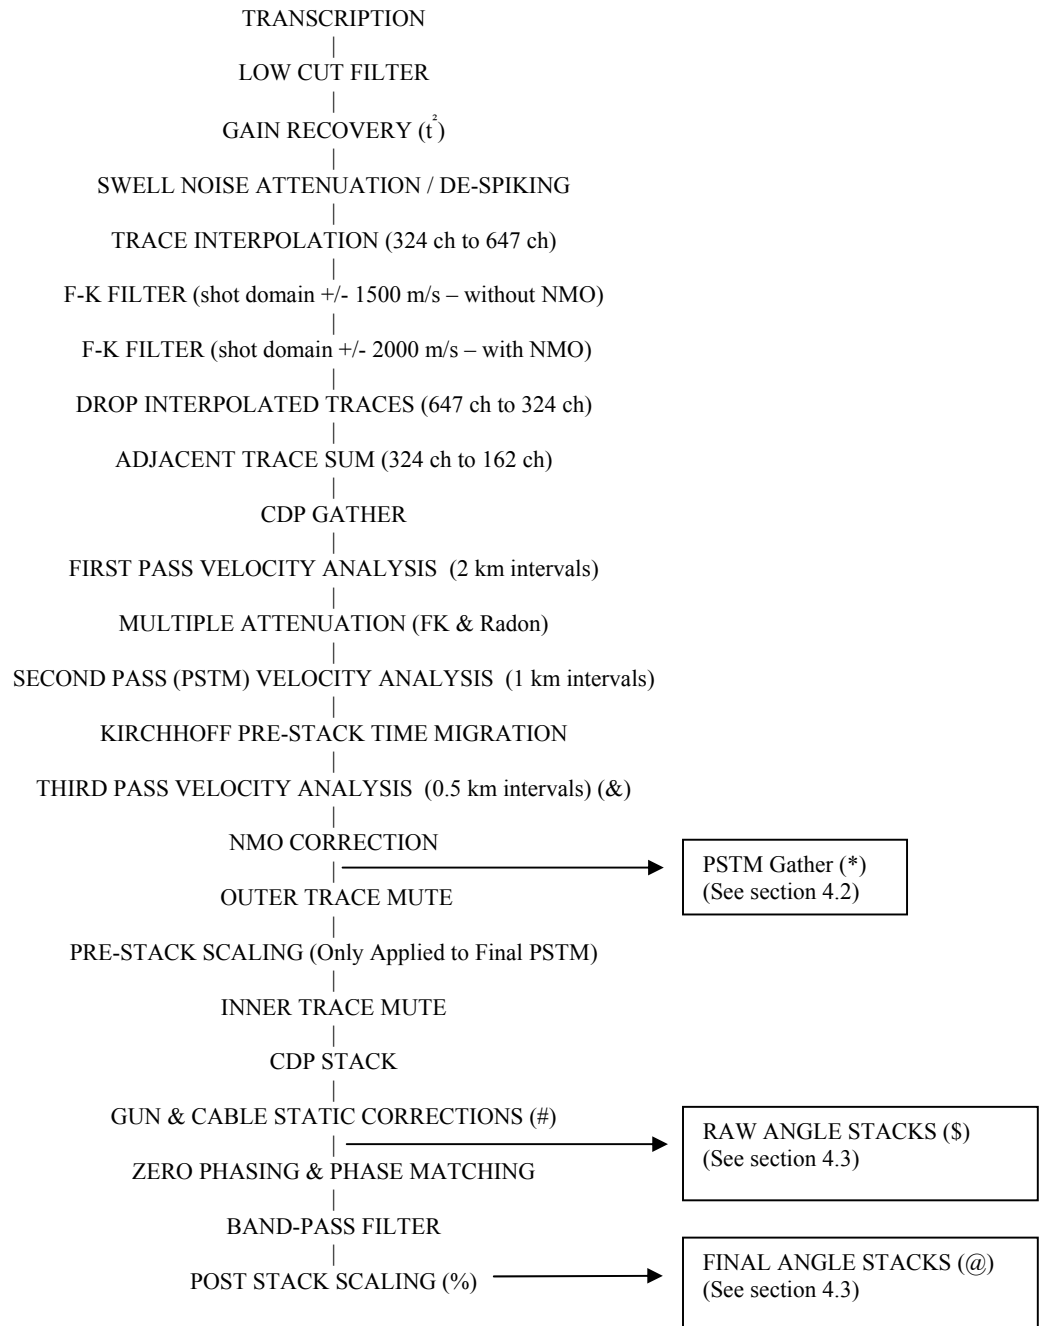 TRANSCRIPTION
LOW CUT FILTER
GAIN RECOVERY (t²)
SWELL NOISE ATTENUATION / DE-SPIKING
TRACE INTERPOLATION (324 ch to 647 ch)
F-K FILTER (shot domain +/- 1500 m/s – without NMO)
F-K FILTER (shot domain +/- 2000 m/s – with NMO)
DROP INTERPOLATED TRACES (647 ch to 324 ch)
ADJACENT TRACE SUM (324 ch to 162 ch)
CDP GATHER
FIRST PASS VELOCITY ANALYSIS (2 km intervals)
MULTIPLE ATTENUATION (FK & Radon)
SECOND PASS (PSTM) VELOCITY ANALYSIS (1 km intervals)
KIRCHHOFF PRE-STACK TIME MIGRATION
THIRD PASS VELOCITY ANALYSIS (0.5 km intervals) (&)
NMO CORRECTION
PSTM Gather (*)
(See section 4.2)
OUTER TRACE MUTE
PRE-STACK SCALING (Only Applied to Final PSTM)
INNER TRACE MUTE
CDP STACK
GUN & CABLE STATIC CORRECTIONS (#)
RAW ANGLE STACKS ($)
(See section 4.3)
ZERO PHASING & PHASE MATCHING
BAND-PASS FILTER
POST STACK SCALING (%)
FINAL ANGLE STACKS (@)
(See section 4.3)